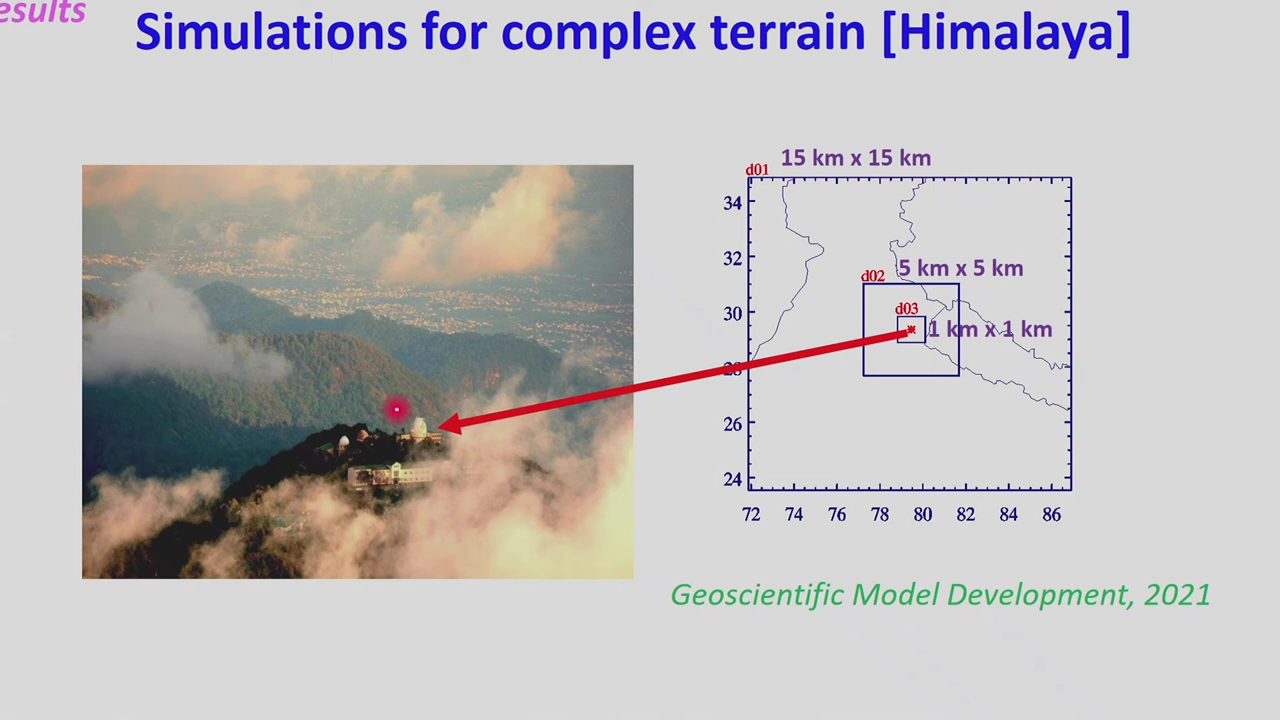 esults
Simulations for complex terrain [Himalaya]
d01 15 km x 15 km
34
32
d02 5 km x 5 km
30
d03
1 km x 1 km
28
26
24
72 74 76 78 80 82 84 86
Geoscientific Model Development, 2021